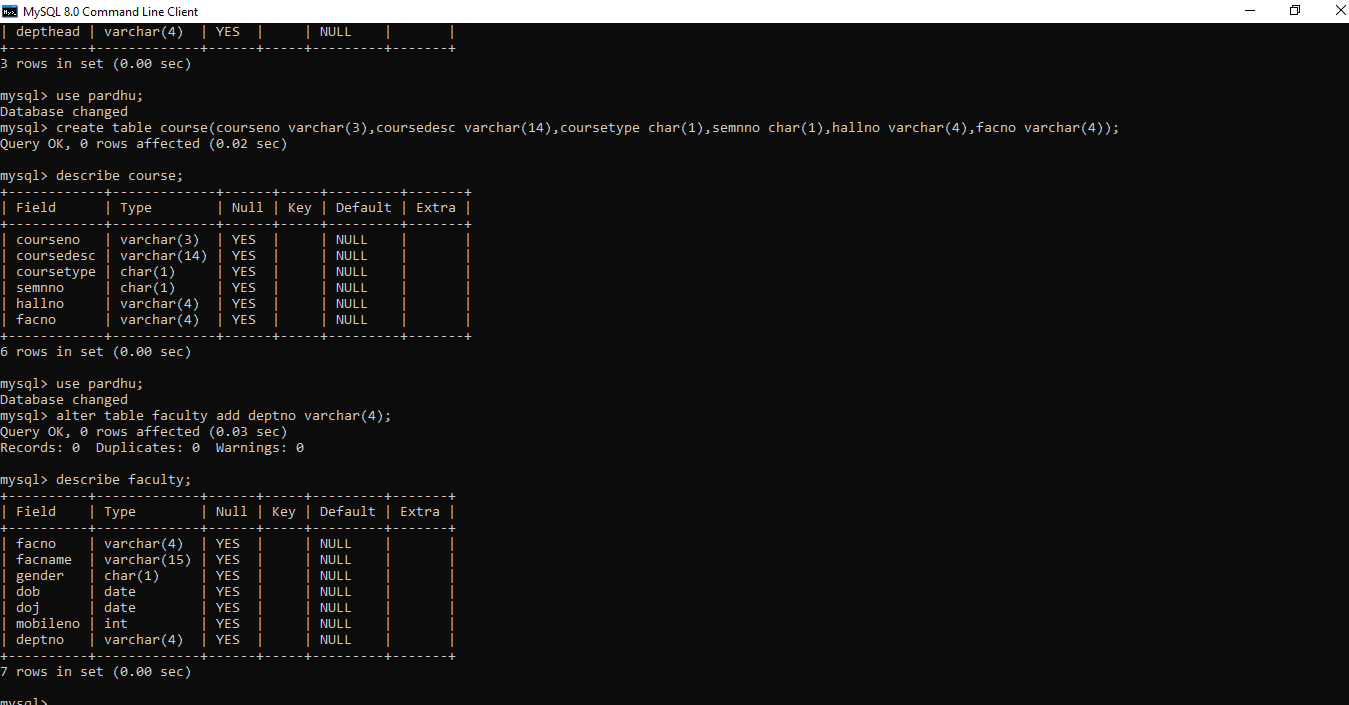 MySQL 8.0 Command Line Client
| depthead | varchar(4)  | YES  |     | NULL    |       |
+----------+-------------+------+-----+---------+-------+
3 rows in set (0.00 sec)
mysql> use pardhu;
Database changed
mysql> create table course(courseno varchar(3),coursedesc varchar(14),coursetype char(1),semnno char(1),hallno varchar(4),facno varchar(4));
Query OK, 0 rows affected (0.02 sec)
mysql> describe course;
+------------+-------------+------+-----+---------+-------+
| Field      | Type        | Null | Key | Default | Extra |
+------------+-------------+------+-----+---------+-------+
| courseno   | varchar(3)  | YES  |     | NULL    |       |
| coursedesc | varchar(14) | YES  |     | NULL    |       |
| coursetype | char(1)     | YES  |     | NULL    |       |
| semnno     | char(1)     | YES  |     | NULL    |       |
| hallno     | varchar(4)  | YES  |     | NULL    |       |
| facno      | varchar(4)  | YES  |     | NULL    |       |
+------------+-------------+------+-----+---------+-------+
6 rows in set (0.00 sec)
mysql> use pardhu;
Database changed
mysql> alter table faculty add deptno varchar(4);
Query OK, 0 rows affected (0.03 sec)
Records: 0  Duplicates: 0  Warnings: 0
mysql> describe faculty;
+----------+-------------+------+-----+---------+-------+
| Field    | Type        | Null | Key | Default | Extra |
+----------+-------------+------+-----+---------+-------+
| facno    | varchar(4)  | YES  |     | NULL    |       |
| facname  | varchar(15) | YES  |     | NULL    |       |
| gender   | char(1)     | YES  |     | NULL    |       |
| dob      | date        | YES  |     | NULL    |       |
| doj      | date        | YES  |     | NULL    |       |
| mobileno | int         | YES  |     | NULL    |       |
| deptno   | varchar(4)  | YES  |     | NULL    |       |
+----------+-------------+------+-----+---------+-------+
7 rows in set (0.00 sec)
mysql>